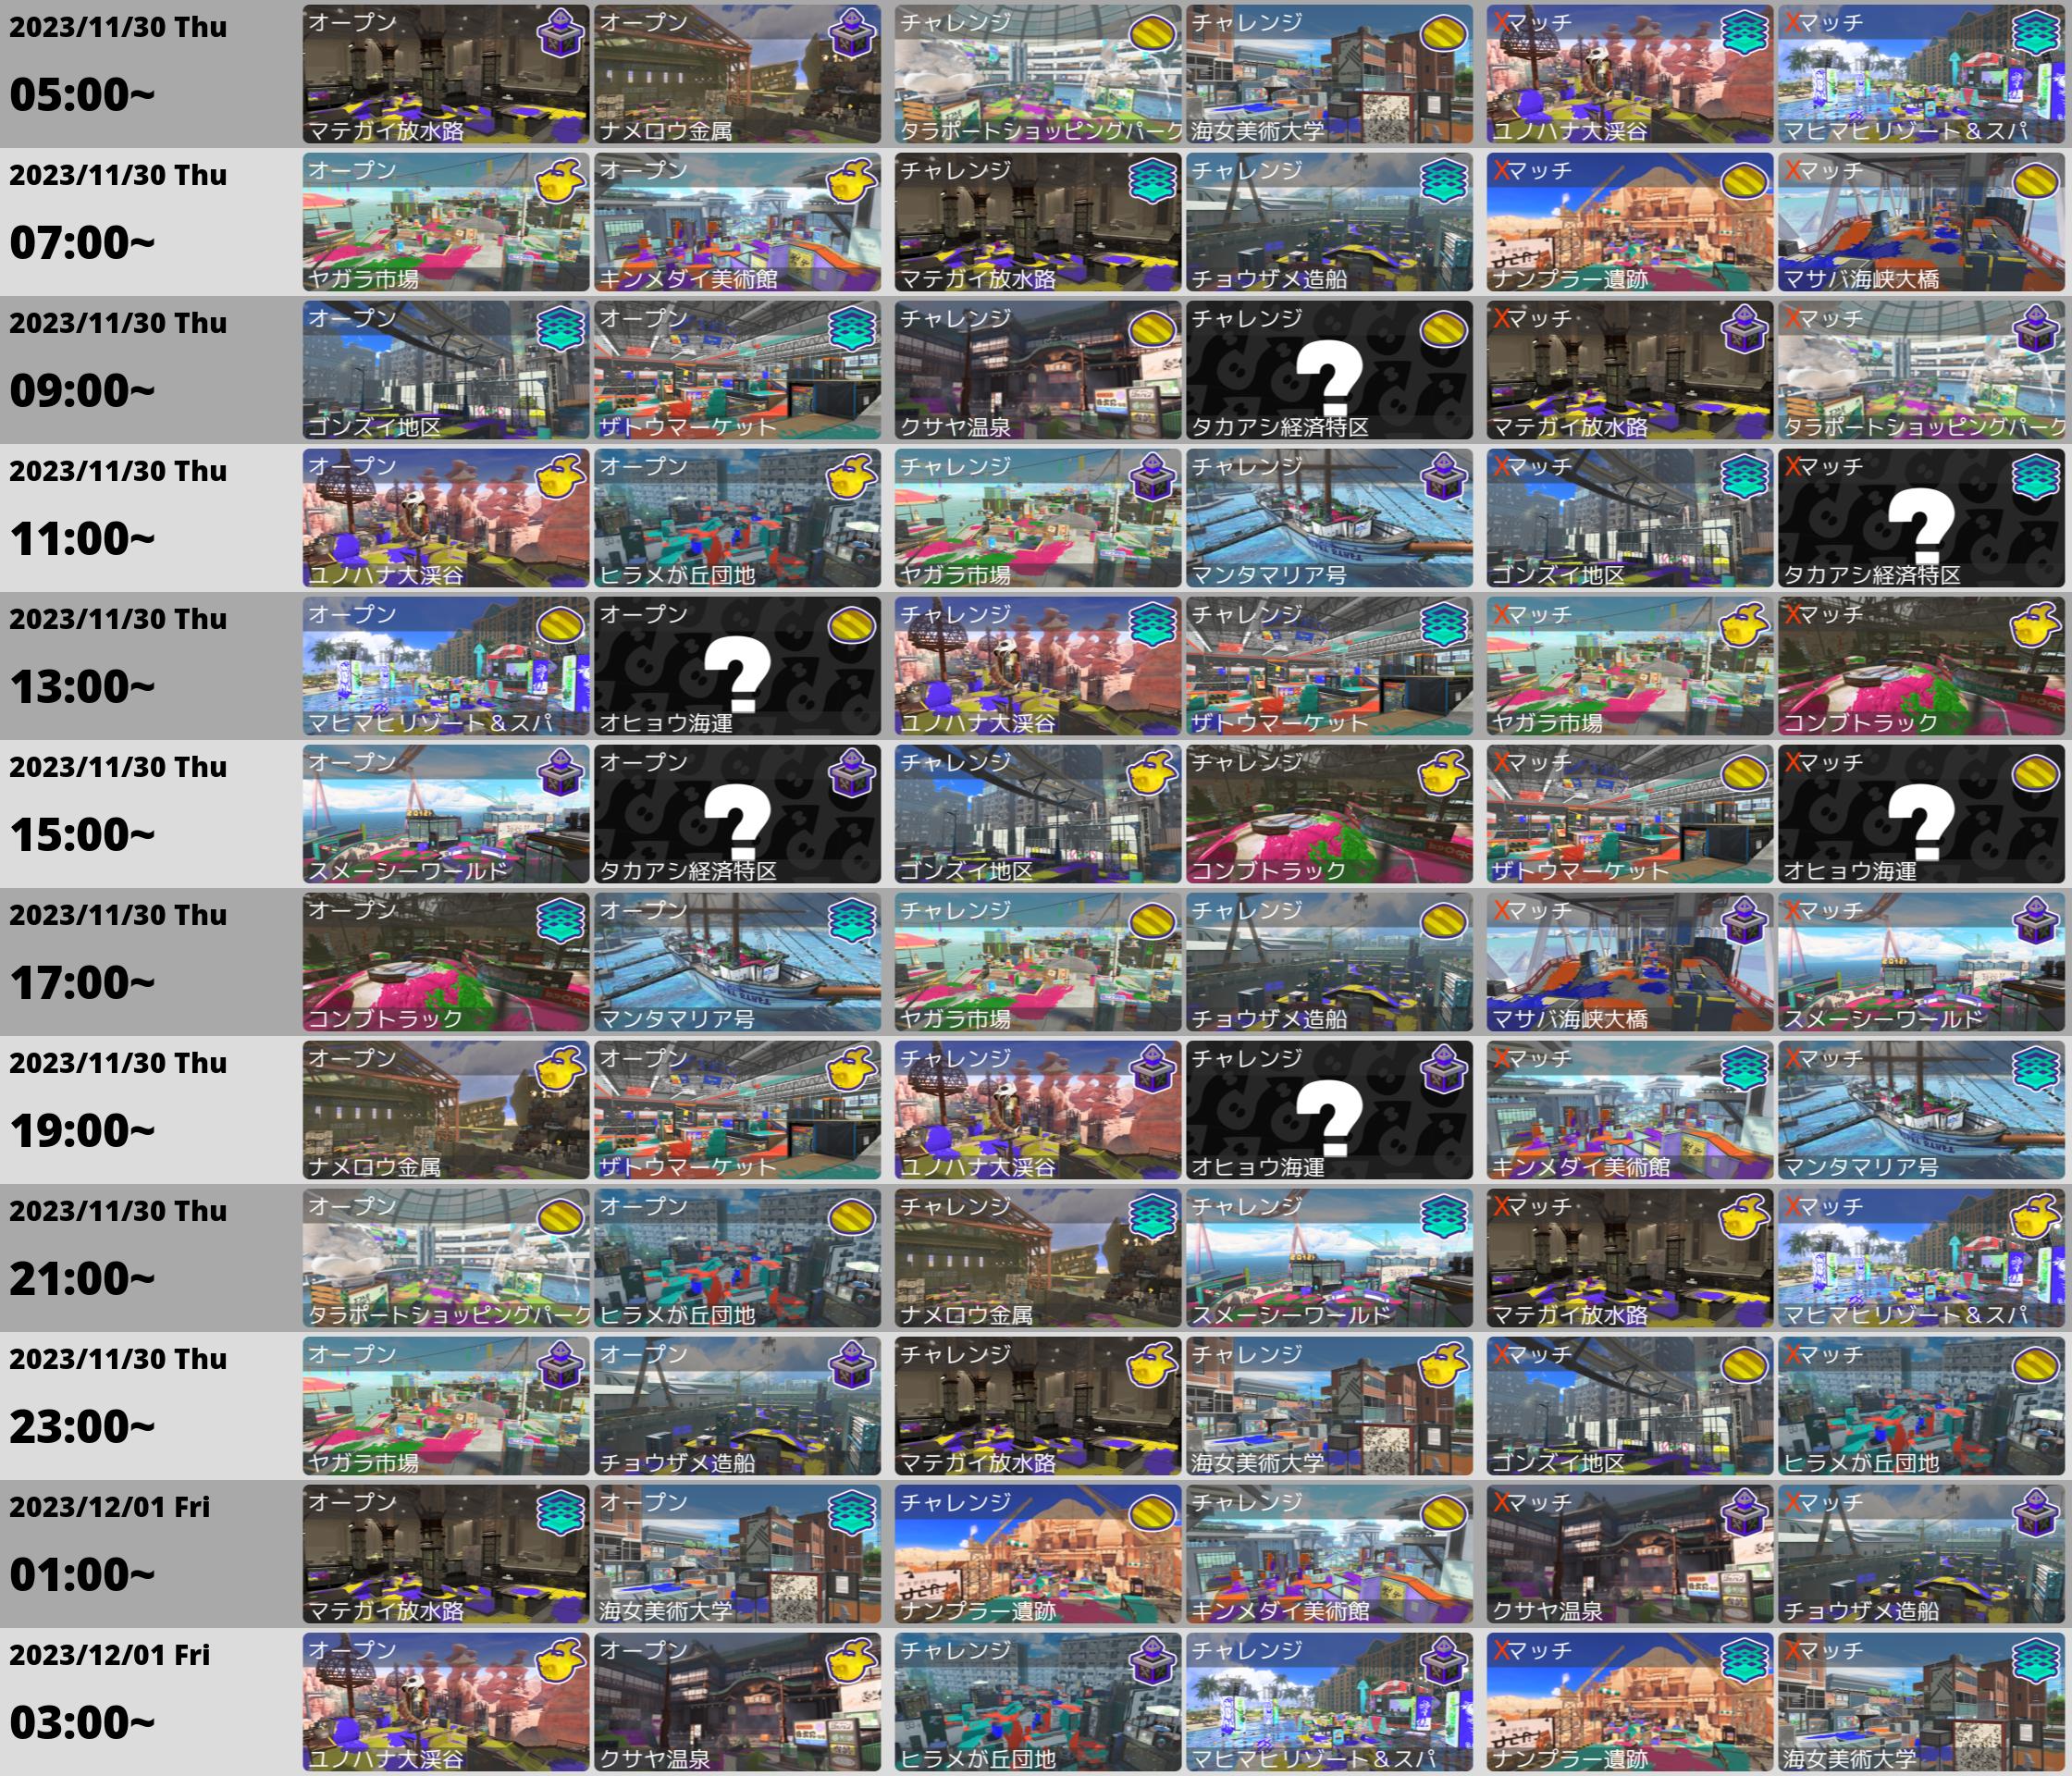 2023/11/30 Thu
05:00~
オープン オープン チャレンジ チャレンジ Xマッチ Xマッチ
マテガイ放水路 ナメロウ金属 タラポートショッピングパーク 海女美術大学 ユノハナ大渓谷 マヒマヒリゾート＆スパ
2023/11/30 Thu
07:00~
オープン オープン チャレンジ チャレンジ Xマッチ Xマッチ
ヤガラ市場 キンメダイ美術館 マテガイ放水路 チョウザメ造船 ナンプラー遺跡 マサバ海峡大橋
2023/11/30 Thu
09:00~
オープン オープン チャレンジ チャレンジ Xマッチ Xマッチ
ゴンズイ地区 ザトウマーケット クサヤ温泉 タカアシ経済特区 マテガイ放水路 タラポートショッピングパーク
2023/11/30 Thu
11:00~
オープン オープン チャレンジ チャレンジ Xマッチ Xマッチ
ユノハナ大渓谷 ヒラメが丘団地 ヤガラ市場 マンタマリア号 ゴンズイ地区 タカアシ経済特区
2023/11/30 Thu
13:00~
オープン オープン チャレンジ チャレンジ Xマッチ Xマッチ
マヒマヒリゾート＆スパ オヒョウ海運 ユノハナ大渓谷 ザトウマーケット ヤガラ市場 コンブトラック
2023/11/30 Thu
15:00~
オープン オープン チャレンジ チャレンジ Xマッチ Xマッチ
スメーシーワールド タカアシ経済特区 ゴンズイ地区 コンブトラック ザトウマーケット オヒョウ海運
2023/11/30 Thu
17:00~
オープン オープン チャレンジ チャレンジ Xマッチ Xマッチ
コンブトラック マンタマリア号 ヤガラ市場 チョウザメ造船 マサバ海峡大橋 スメーシーワールド
2023/11/30 Thu
19:00~
オープン オープン チャレンジ チャレンジ Xマッチ Xマッチ
ナメロウ金属 ザトウマーケット ユノハナ大渓谷 オヒョウ海運 キンメダイ美術館 マンタマリア号
2023/11/30 Thu
21:00~
オープン オープン チャレンジ チャレンジ Xマッチ Xマッチ
タラポートショッピングパーク ヒラメが丘団地 ナメロウ金属 スメーシーワールド マテガイ放水路 マヒマヒリゾート＆スパ
2023/11/30 Thu
23:00~
オープン オープン チャレンジ チャレンジ Xマッチ Xマッチ
ヤガラ市場 チョウザメ造船 マテガイ放水路 海女美術大学 ゴンズイ地区 ヒラメが丘団地
2023/12/01 Fri
01:00~
オープン オープン チャレンジ チャレンジ Xマッチ Xマッチ
マテガイ放水路 海女美術大学 ナンプラー遺跡 キンメダイ美術館 クサヤ温泉 チョウザメ造船
2023/12/01 Fri
03:00~
オープン オープン チャレンジ チャレンジ Xマッチ Xマッチ
ユノハナ大渓谷 クサヤ温泉 ヒラメが丘団地 マヒマヒリゾート＆スパ ナンプラー遺跡 海女美術大学